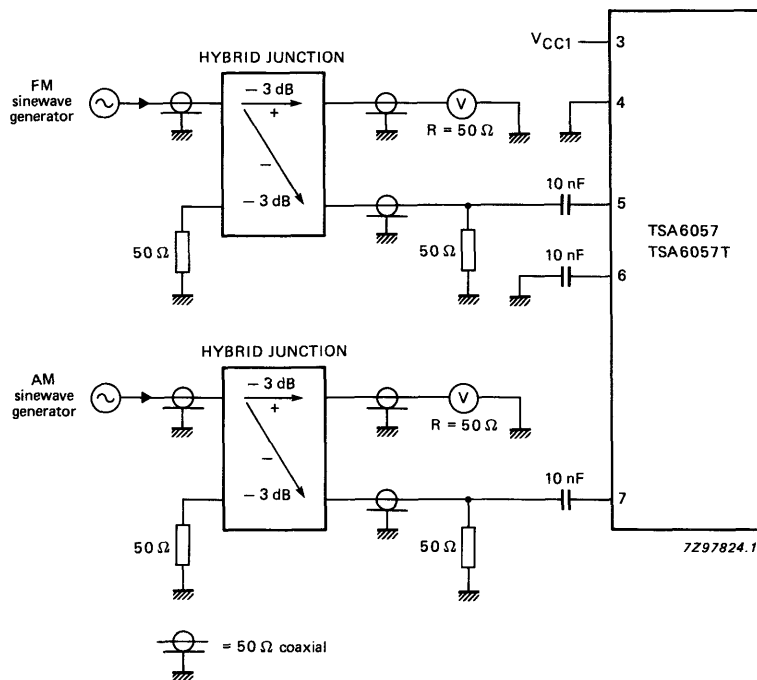 VCC1
3
HYBRID JUNCTION
FM
sinewave
generator
− 3 dB
+
V
R = 50 Ω
4
−
− 3 dB
10 nF
5
50 Ω
50 Ω
TSA6057
TSA6057T
10 nF
6
HYBRID JUNCTION
AM
sinewave
generator
− 3 dB
+
V
R = 50 Ω
−
− 3 dB
10 nF
7
50 Ω
50 Ω
7Z97824.1
= 50 Ω coaxial